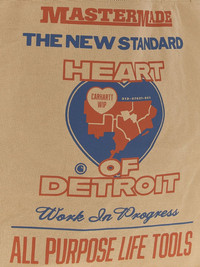 MASTERMADE
THE NEW STANDARD
HEART
CARHARTT
WIP
OF
DETROIT
Work In Progress
ALL PURPOSE LIFE TOOLS